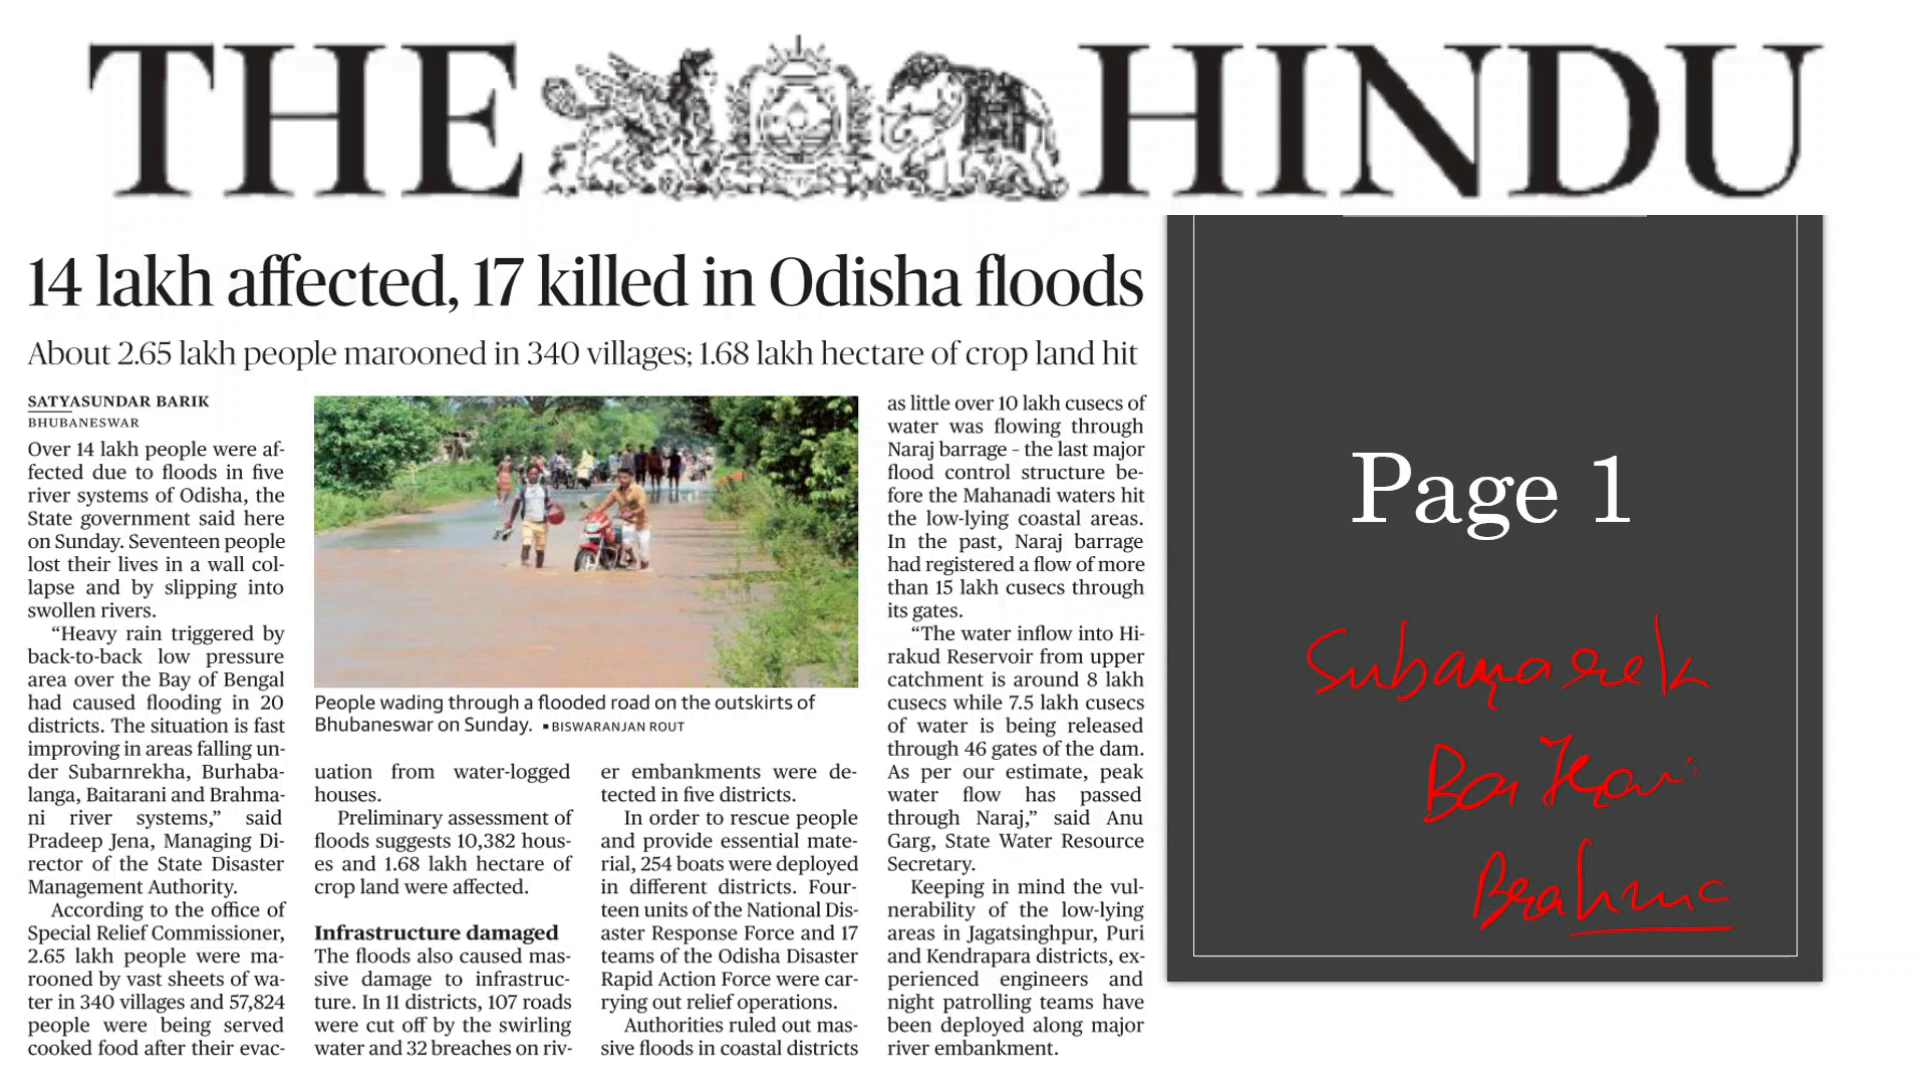 THE HINDU
14 lakh affected, 17 killed in Odisha floods
About 2.65 lakh people marooned in 340 villages; 1.68 lakh hectare of crop land hit
SATYASUNDAR BARIK
BHUBANESWAR
Over 14 lakh people were af-
fected due to floods in five
river systems of Odisha, the
State government said here
on Sunday. Seventeen people
lost their lives in a wall col-
lapse and by slipping into
swollen rivers.
“Heavy rain triggered by
back-to-back low pressure
area over the Bay of Bengal
had caused flooding in 20
districts. The situation is fast
improving in areas falling un-
der Subarnrekha, Burhaba-
langa, Baitarani and Brahma-
ni river systems,” said
Pradeep Jena, Managing Di-
rector of the State Disaster
Management Authority.
According to the office of
Special Relief Commissioner,
2.65 lakh people were ma-
rooned by vast sheets of wa-
ter in 340 villages and 57,824
people were being served
cooked food after their evac-
People wading through a flooded road on the outskirts of
Bhubaneswar on Sunday. ▪ BISWARANJAN ROUT
uation from water-logged
houses.
Preliminary assessment of
floods suggests 10,382 hous-
es and 1.68 lakh hectare of
crop land were affected.
Infrastructure damaged
The floods also caused mas-
sive damage to infrastruc-
ture. In 11 districts, 107 roads
were cut off by the swirling
water and 32 breaches on riv-
er embankments were de-
tected in five districts.
In order to rescue people
and provide essential mate-
rial, 254 boats were deployed
in different districts. Four-
teen units of the National Dis-
aster Response Force and 17
teams of the Odisha Disaster
Rapid Action Force were car-
rying out relief operations.
Authorities ruled out mas-
sive floods in coastal districts
as little over 10 lakh cusecs of
water was flowing through
Naraj barrage – the last major
flood control structure be-
fore the Mahanadi waters hit
the low-lying coastal areas.
In the past, Naraj barrage
had registered a flow of more
than 15 lakh cusecs through
its gates.
“The water inflow into Hi-
rakud Reservoir from upper
catchment is around 8 lakh
cusecs while 7.5 lakh cusecs
of water is being released
through 46 gates of the dam.
As per our estimate, peak
water flow has passed
through Naraj,” said Anu
Garg, State Water Resource
Secretary.
Keeping in mind the vul-
nerability of the low-lying
areas in Jagatsinghpur, Puri
and Kendrapara districts, ex-
perienced engineers and
night patrolling teams have
been deployed along major
river embankment.
Page 1
Brahma